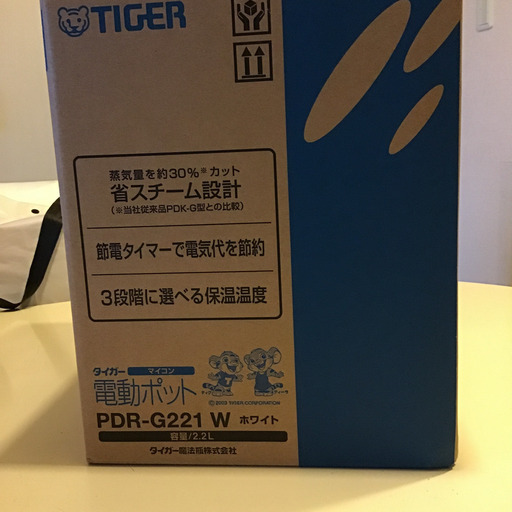 TIGER
蒸気量を約30%※カット
省スチーム設計
(※当社従来品PDK-G型との比較)
節電タイマーで電気代を節約
3段階に選べる保温温度
タイガー マイコン
電動ポット
PDR-G221 W ホワイト
容量/2.2L
タイガー魔法瓶株式会社